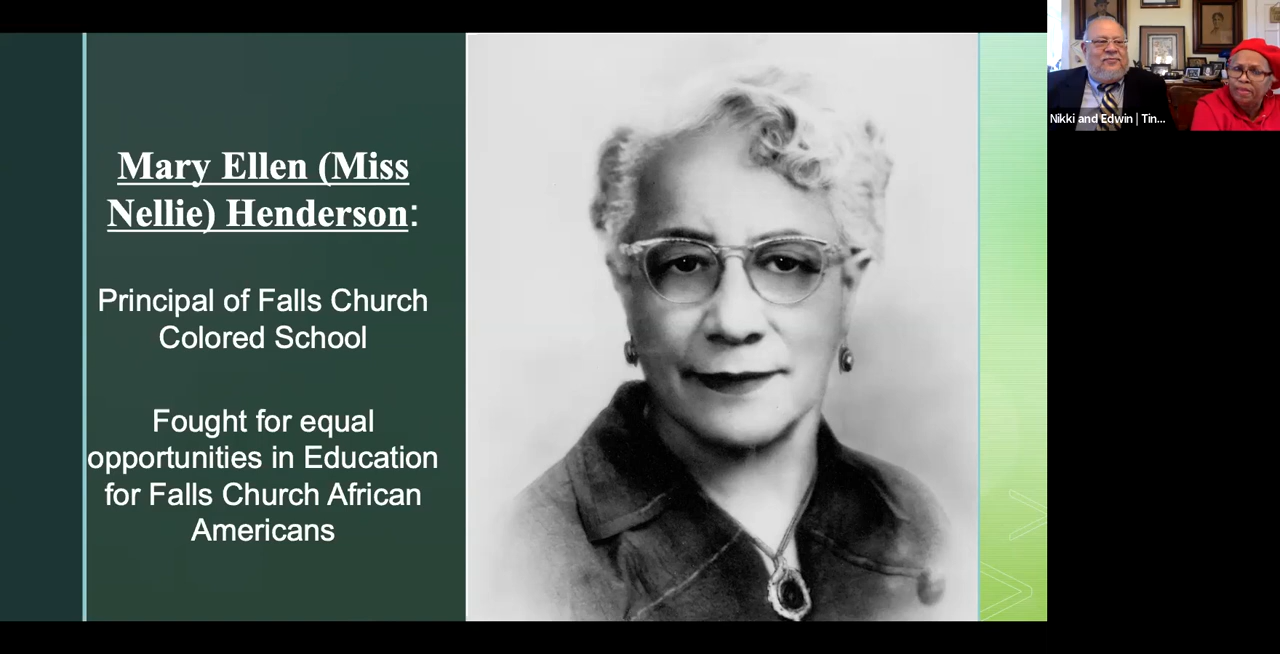 Mary Ellen (Miss
Nellie) Henderson:
Principal of Falls Church
Colored School
Fought for equal
opportunities in Education
for Falls Church African
Americans
Nikki and Edwin | Tin...